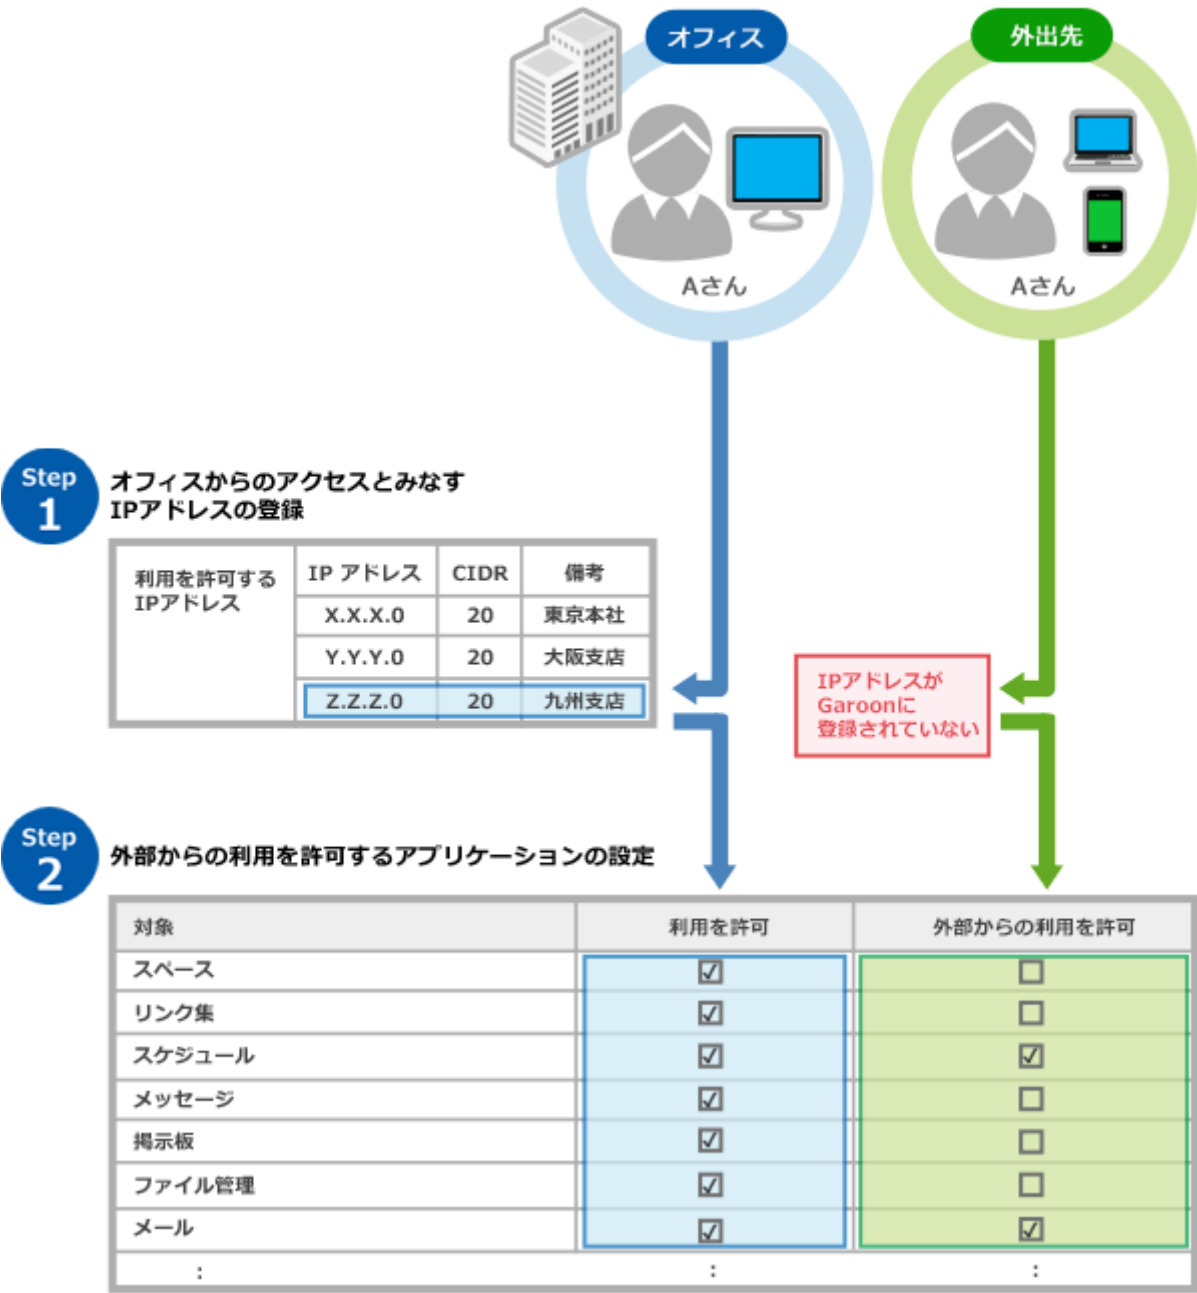 オフィス
外出先
Aさん
Aさん
Step
1
オフィスからのアクセスとみなす
IPアドレスの登録
利用を許可する
IPアドレス
IP アドレス CIDR 備考
X.X.X.0 20 東京本社
Y.Y.Y.0 20 大阪支店
Z.Z.Z.0 20 九州支店
IPアドレスが
Garoonに
登録されていない
Step
2
外部からの利用を許可するアプリケーションの設定
対象 利用を許可 外部からの利用を許可
スペース
リンク集
スケジュール
メッセージ
掲示板
ファイル管理
メール
: : :